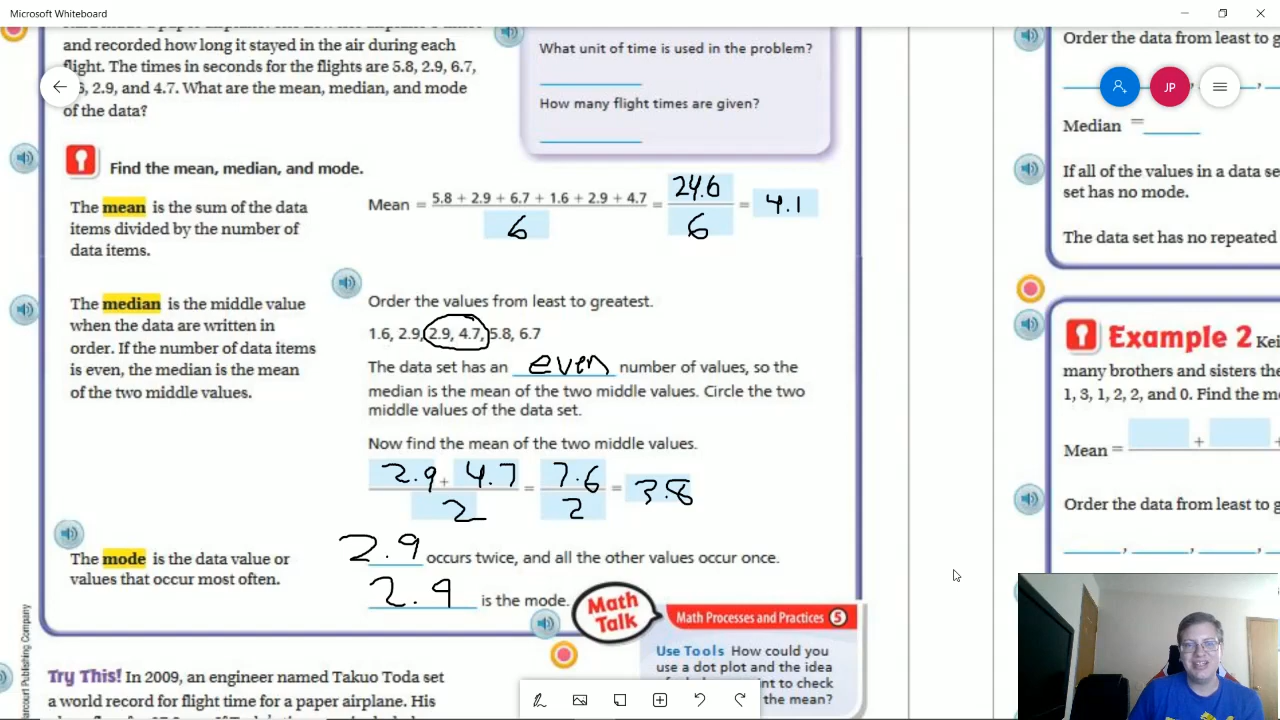 Microsoft Whiteboard
and recorded how long it stayed in the air during each
flight. The times in seconds for the flights are 5.8, 2.9, 6.7,
6, 2.9, and 4.7. What are the mean, median, and mode
of the data?
What unit of time is used in the problem?
How many flight times are given?
Find the mean, median, and mode.
The mean is the sum of the data
items divided by the number of
data items.
Mean = 5.8 + 2.9 + 6.7 + 1.6 + 2.9 + 4.7 = 24.6 = 4.1
6 6
The median is the middle value
when the data are written in
order. If the number of data items
is even, the median is the mean
of the two middle values.
Order the values from least to greatest.
1.6, 2.9, 2.9, 4.7, 5.8, 6.7
The data set has an even number of values, so the
median is the mean of the two middle values. Circle the two
middle values of the data set.
Now find the mean of the two middle values.
2.9 + 4.7 = 7.6 = 3.8
2 2
The mode is the data value or
values that occur most often.
2.9 occurs twice, and all the other values occur once.
2.9 is the mode.
Math
Talk
Math Processes and Practices 5
Use Tools How could you
use a dot plot and the idea
nt to check
the mean?
Try This! In 2009, an engineer named Takuo Toda set
a world record for flight time for a paper airplane. His
Harcourt Publishing Company
JP
Order the data from least to g
Median =
If all of the values in a data se
set has no mode.
The data set has no repeated
Example 2 Kei
many brothers and sisters the
1, 3, 1, 2, 2, and 0. Find the m
Mean = +
Order the data from least to g